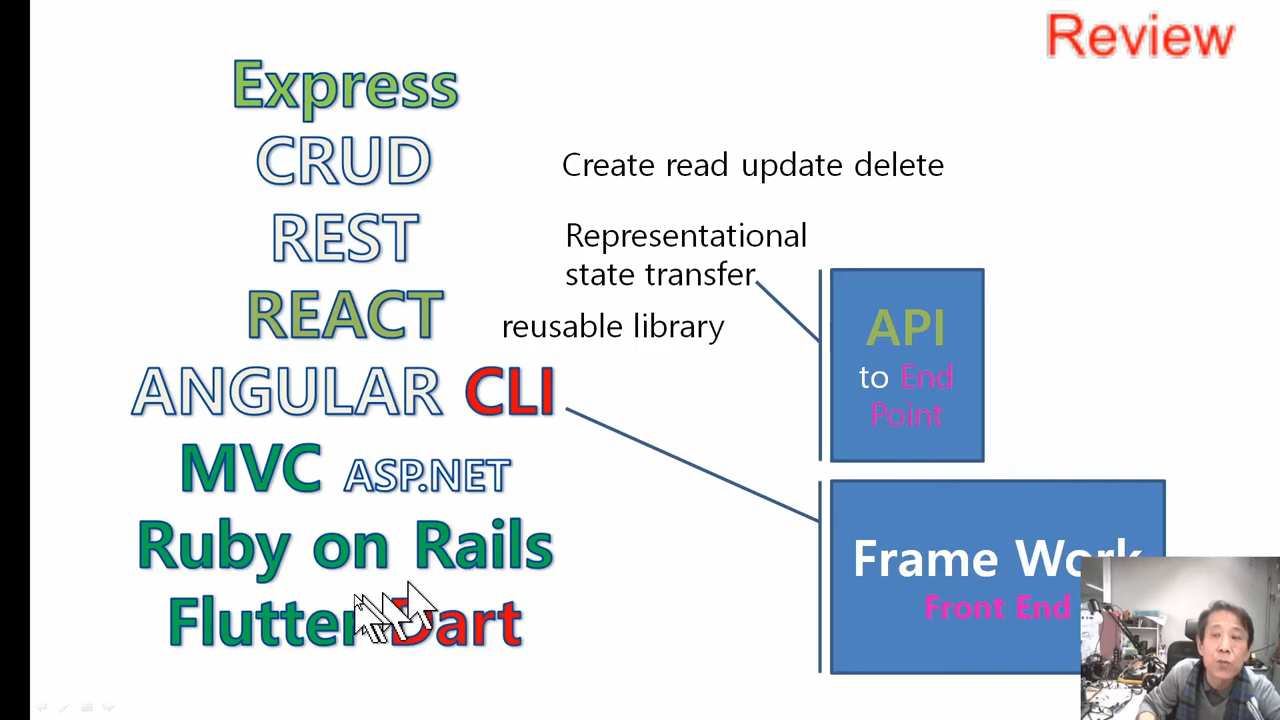 Review
Express
CRUD
Create read update delete
REST
Representational
state transfer
REACT
reusable library
API
to End
Point
ANGULAR CLI
MVC ASP.NET
Ruby on Rails
Frame Work
Front End
Flutter Dart